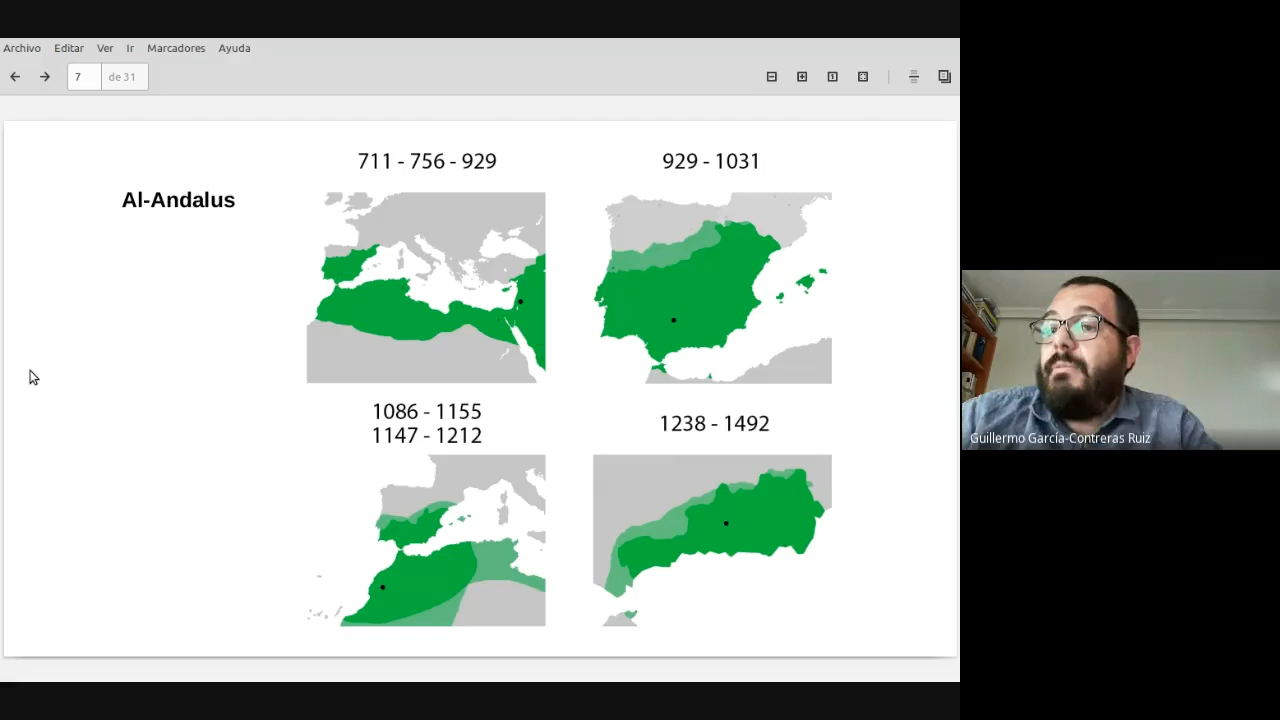 Archivo Editar Ver Ir Marcadores Ayuda
7 de 31
711 - 756 - 929
929 - 1031
Al-Andalus
1086 - 1155
1147 - 1212
1238 - 1492
Guillermo García-Contreras Ruiz